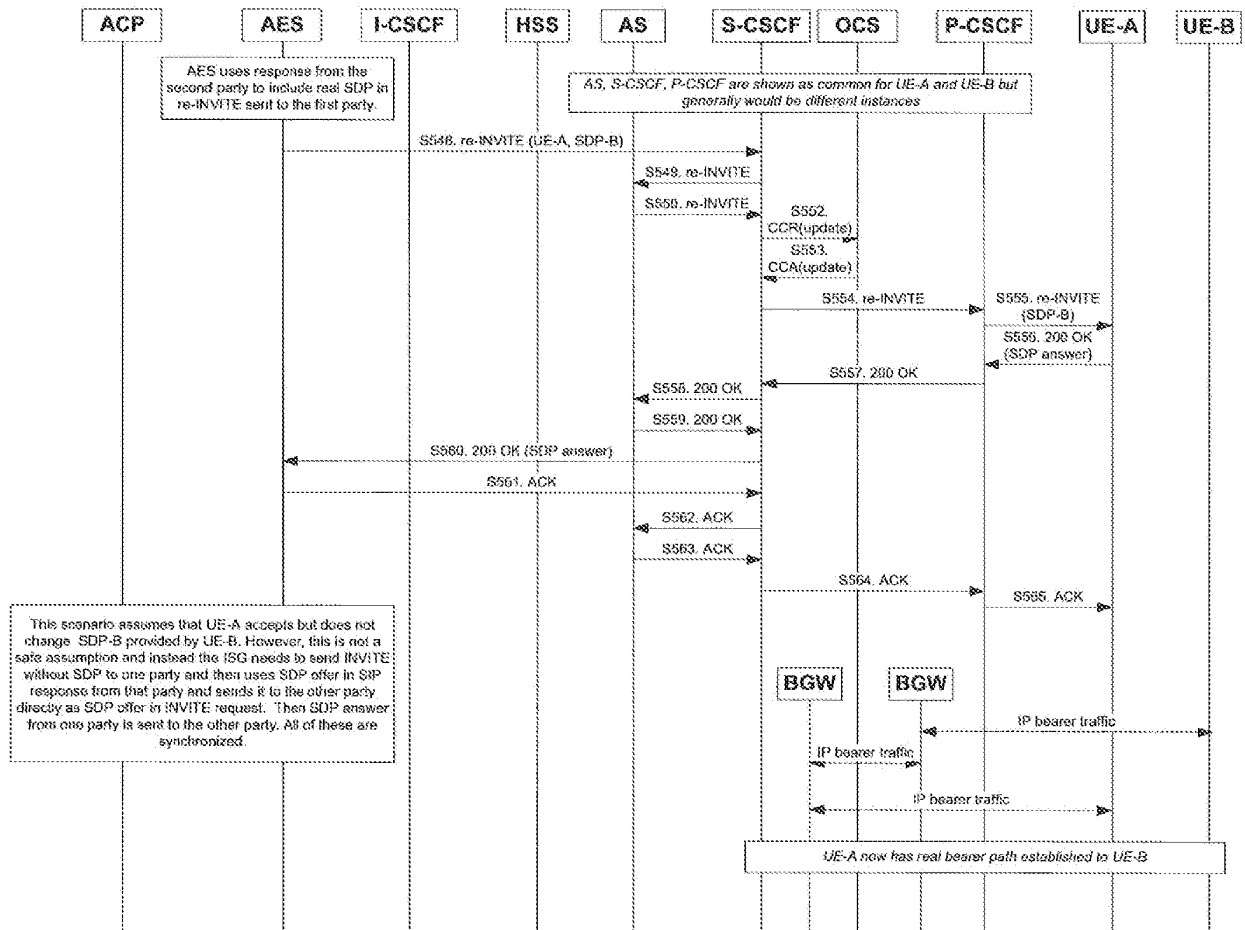 ACP
AES
I-CSCF
HSS
AS
S-CSCF
OCS
P-CSCF
UE-A
UE-B
AES uses response from the
second party to include real SDP in
re-INVITE sent to the first party.
AS, S-CSCF, P-CSCF are shown as common for UE-A and UE-B but
generally would be different instances
S548. re-INVITE (UE-A, SDP-B)
S549. re-INVITE
S550. re-INVITE
S552.
CCR(update)
S553.
CCA(update)
S554. re-INVITE
S555. re-INVITE
(SDP-B)
S556. 200 OK
(SDP answer)
S557. 200 OK
S558. 200 OK
S559. 200 OK
S560. 200 OK (SDP answer)
S561. ACK
S562. ACK
S563. ACK
S564. ACK
S565. ACK
This scenario assumes that UE-A accepts but does not
change SDP-B provided by UE-B. However, this is not a
safe assumption and instead the ISG needs to send INVITE
without SDP to one party and then uses SDP offer in SIP
response from that party and sends it to the other party
directly as SDP offer in INVITE request. Then SDP answer
from one party is sent to the other party. All of these are
synchronized.
BGW
BGW
IP bearer traffic
IP bearer traffic
IP bearer traffic
UE-A now has real bearer path established to UE-B